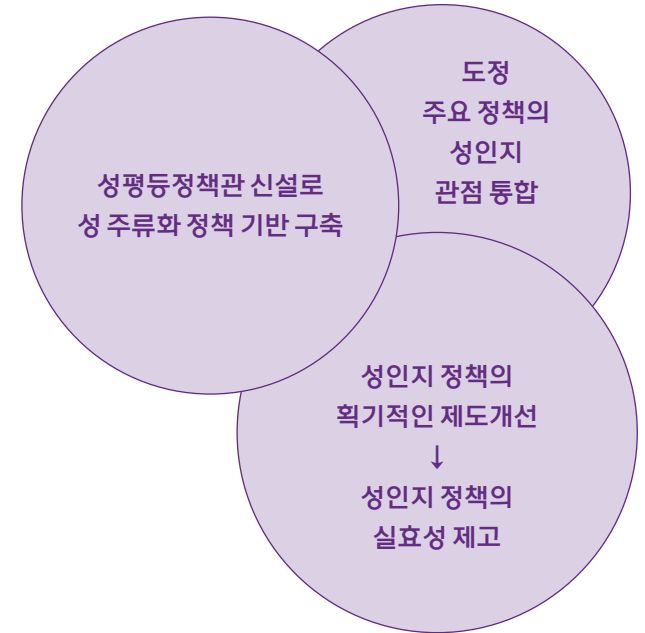 성평등정책관 신설로
성 주류화 정책 기반 구축
도정
주요 정책의
성인지
관점 통합
성인지 정책의
획기적인 제도개선
↓
성인지 정책의
실효성 제고